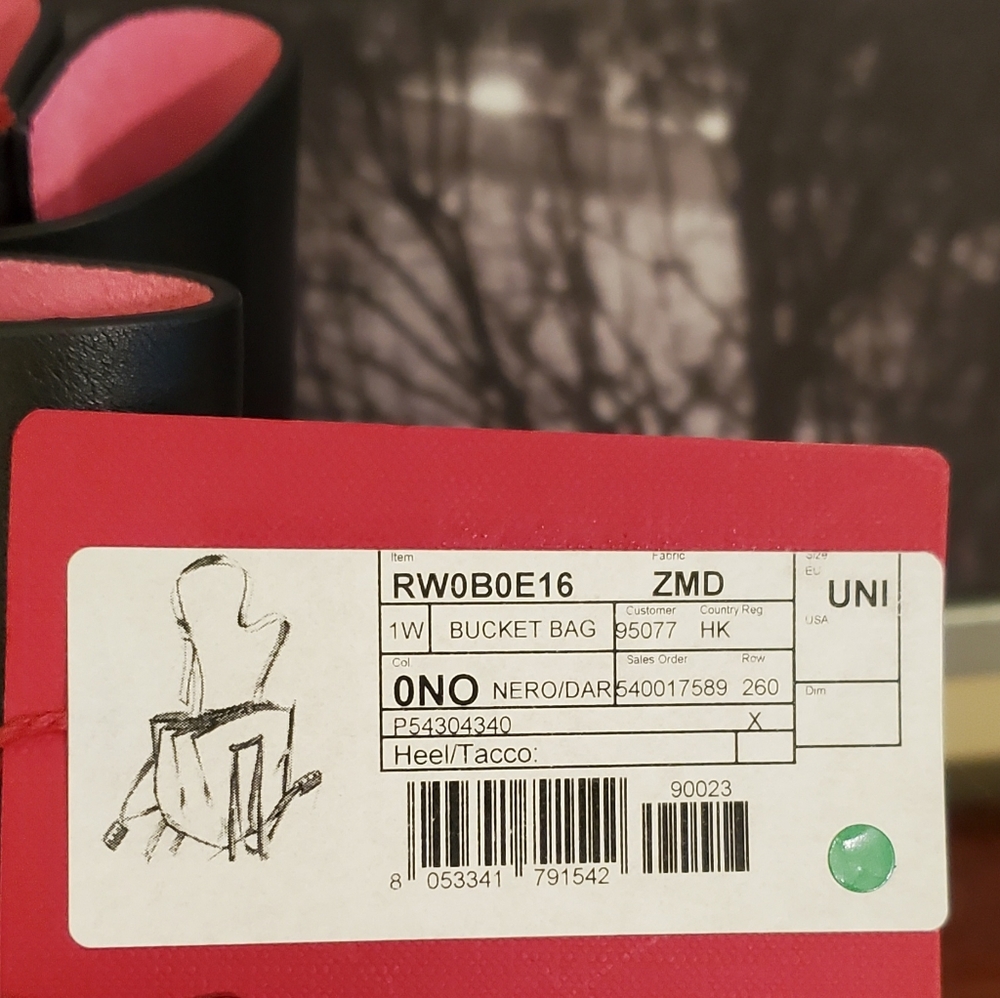 Item Fabric Size
RW0B0E16 ZMD EU UNI
Customer Country Reg USA
1W BUCKET BAG 95077 HK
Col. Sales Order Row
0NO NERO/DAR 540017589 260 Dim
P54304340 X
Heel/Tacco:
90023
8 053341 791542